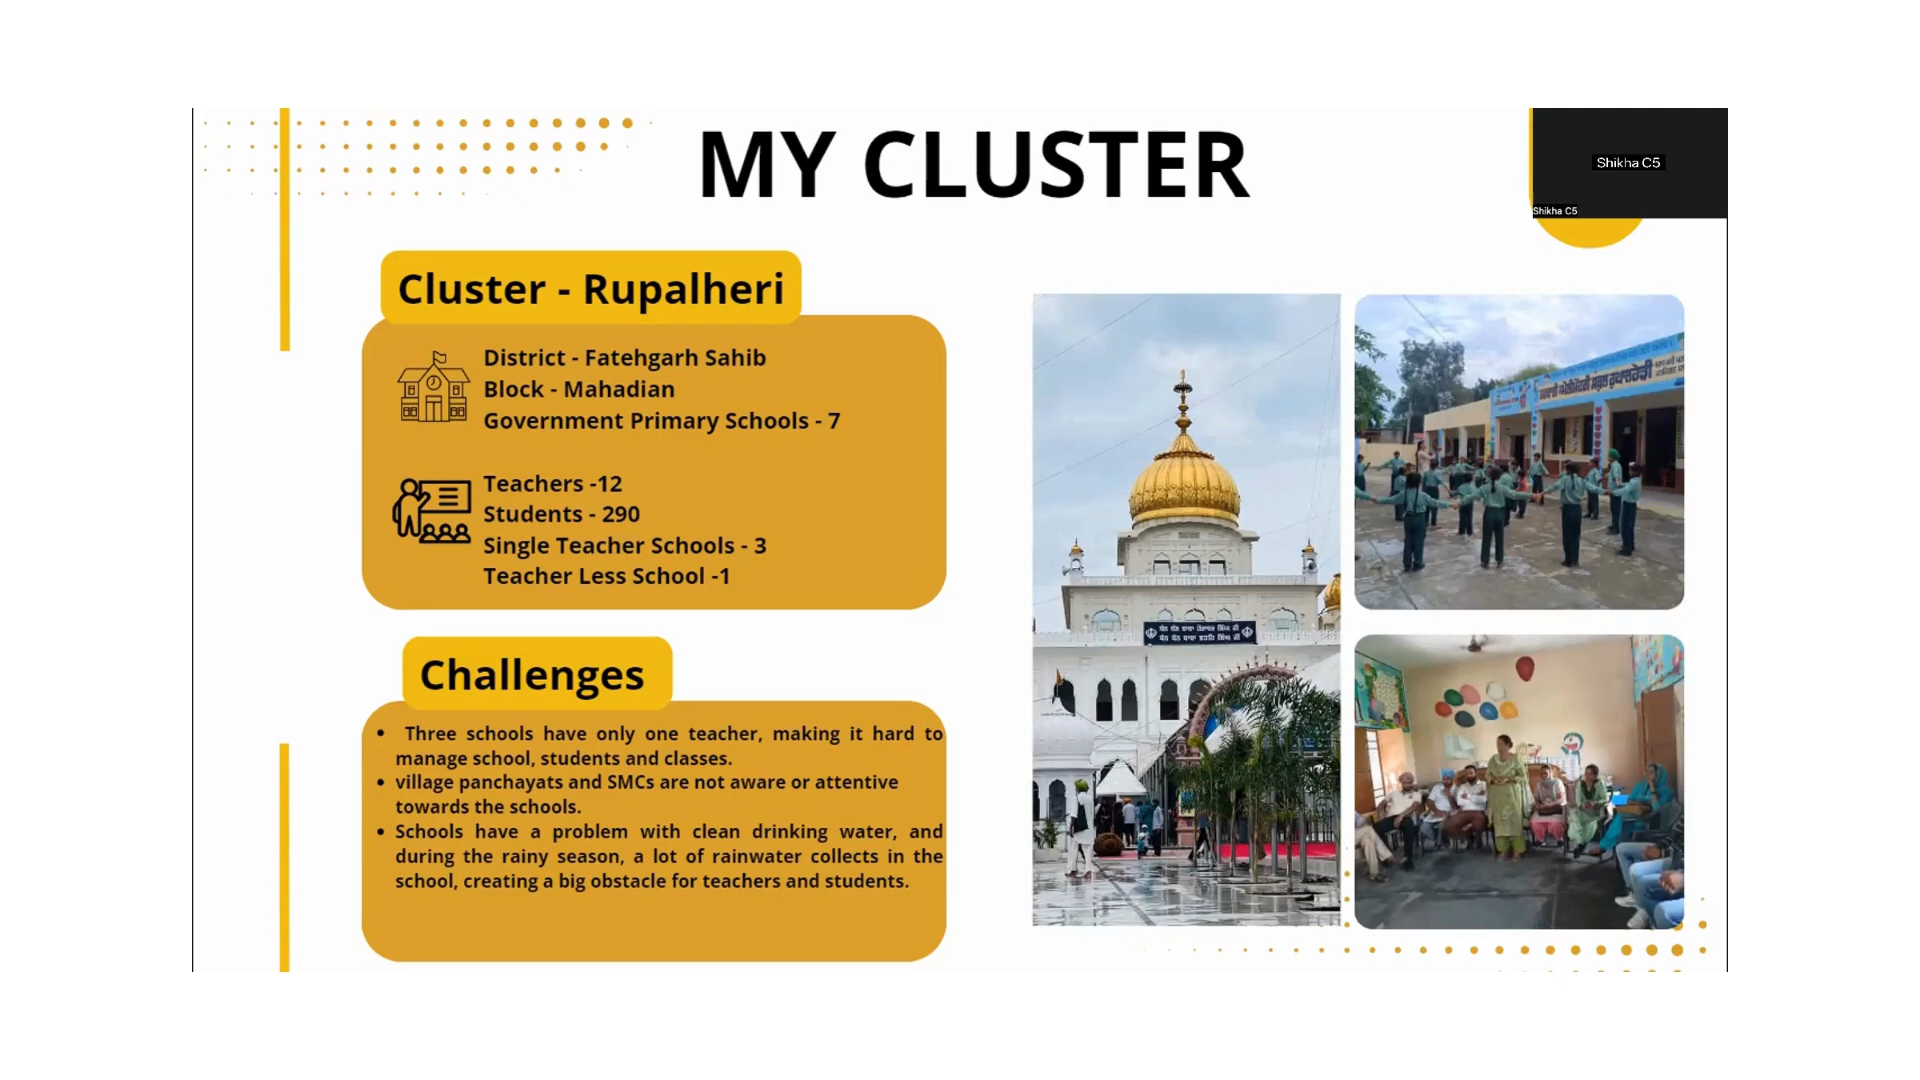 MY CLUSTER
Shikha C5
Shikha C5
Cluster - Rupalheri
District - Fatehgarh Sahib
Block - Mahadian
Government Primary Schools - 7
Teachers -12
Students - 290
Single Teacher Schools - 3
Teacher Less School -1
Challenges
• Three schools have only one teacher, making it hard to
manage school, students and classes.
• village panchayats and SMCs are not aware or attentive
towards the schools.
• Schools have a problem with clean drinking water, and
during the rainy season, a lot of rainwater collects in the
school, creating a big obstacle for teachers and students.
ਸਕੂਲ ਰੁਪਾਲਹੇੜੀ